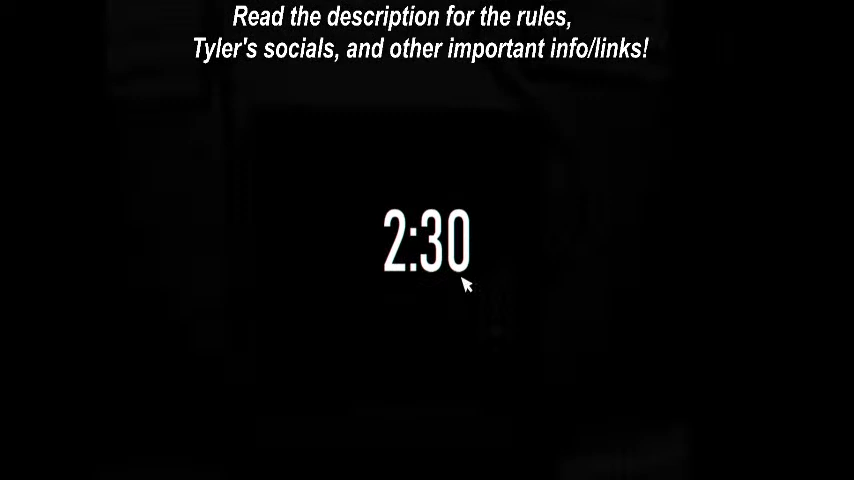 Read the description for the rules,
Tyler's socials, and other important info/links!
2:30